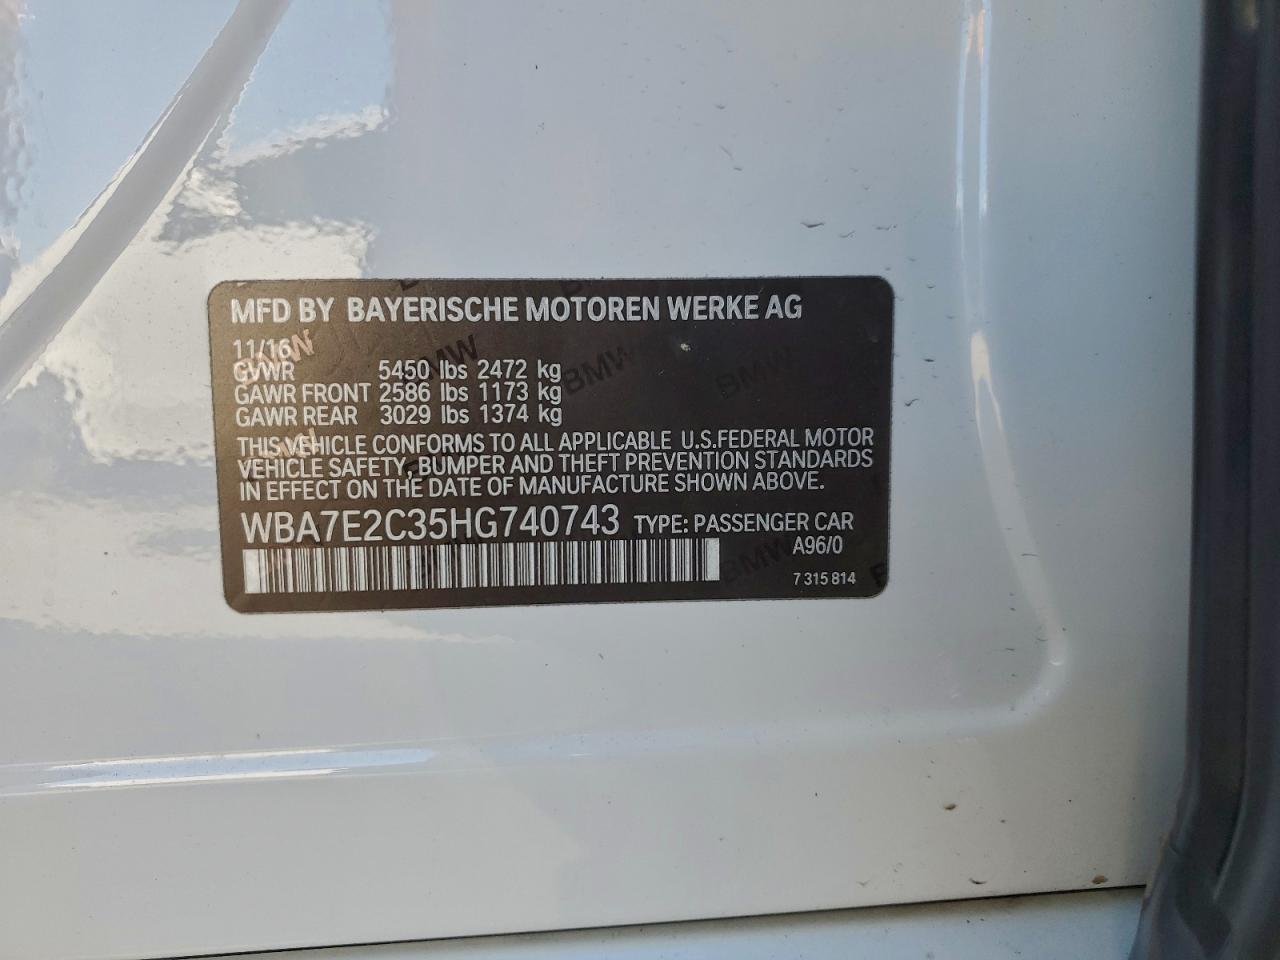 MFD BY BAYERISCHE MOTOREN WERKE AG
11/16
GVWR 5450 lbs 2472 kg
GAWR FRONT 2586 lbs 1173 kg
GAWR REAR 3029 lbs 1374 kg
THIS VEHICLE CONFORMS TO ALL APPLICABLE U.S.FEDERAL MOTOR
VEHICLE SAFETY, BUMPER AND THEFT PREVENTION STANDARDS
IN EFFECT ON THE DATE OF MANUFACTURE SHOWN ABOVE.
WBA7E2C35HG740743 TYPE: PASSENGER CAR
A96/0
7 315 814